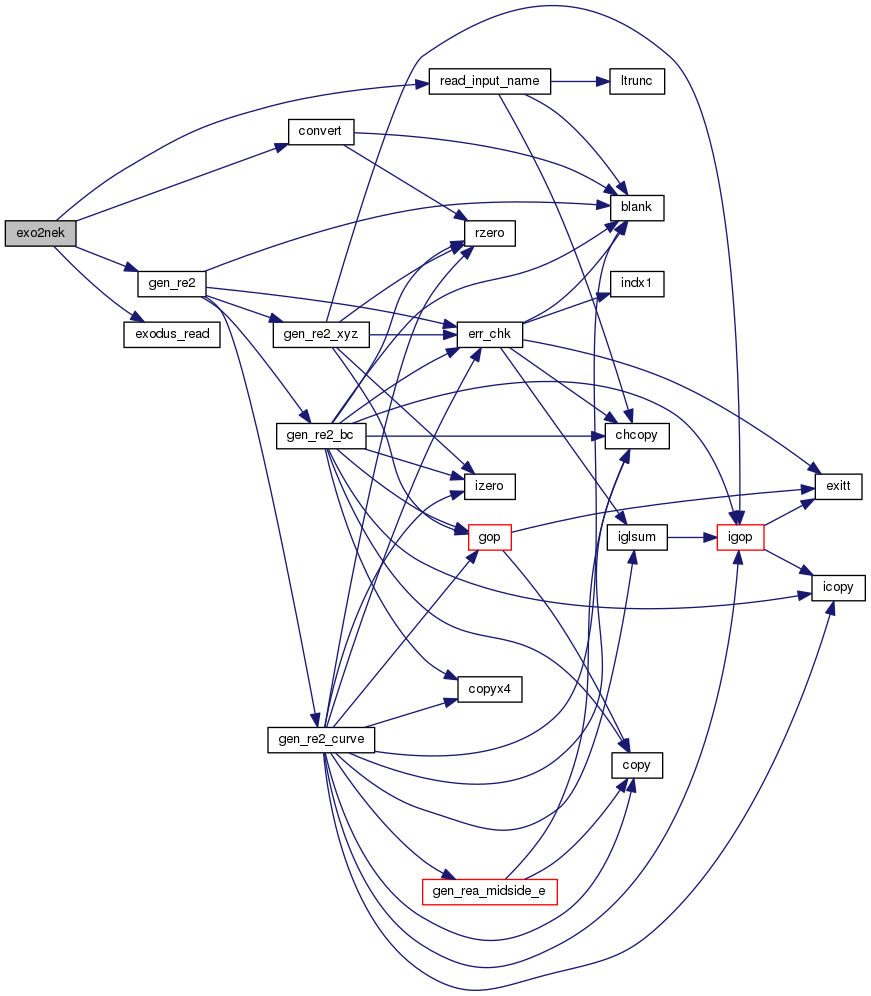 read_input_name
ltrunc
convert
blank
exo2nek
rzero
gen_re2
indx1
exodus_read
gen_re2_xyz
err_chk
gen_re2_bc
chcopy
izero
exitt
gop
iglsum
igop
icopy
copyx4
gen_re2_curve
copy
gen_rea_midside_e